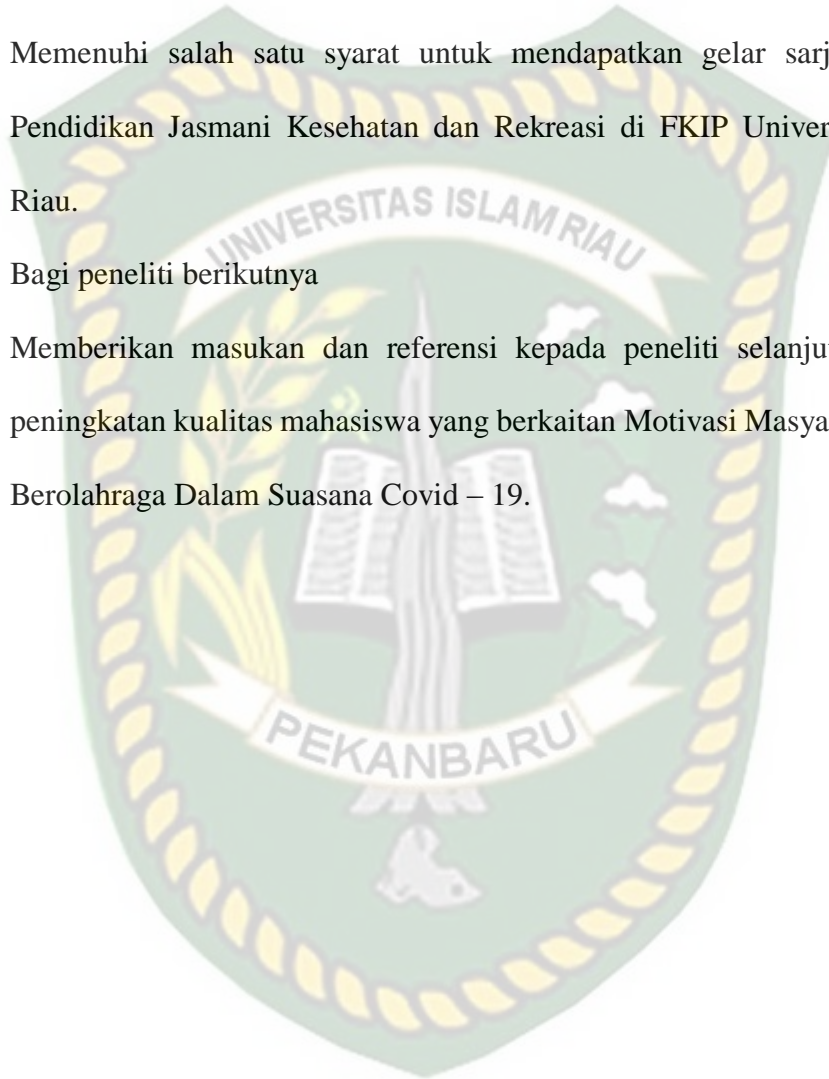 Memenuhi salah satu syarat untuk mendapatkan gelar sarj
Pendidikan Jasmani Kesehatan dan Rekreasi di FKIP Univer
Riau.
UNIVERSITAS ISLAM RIAU
Bagi peneliti berikutnya
Memberikan masukan dan referensi kepada peneliti selanju
peningkatan kualitas mahasiswa yang berkaitan Motivasi Masya
Berolahraga Dalam Suasana Covid – 19.
PEKANBARU